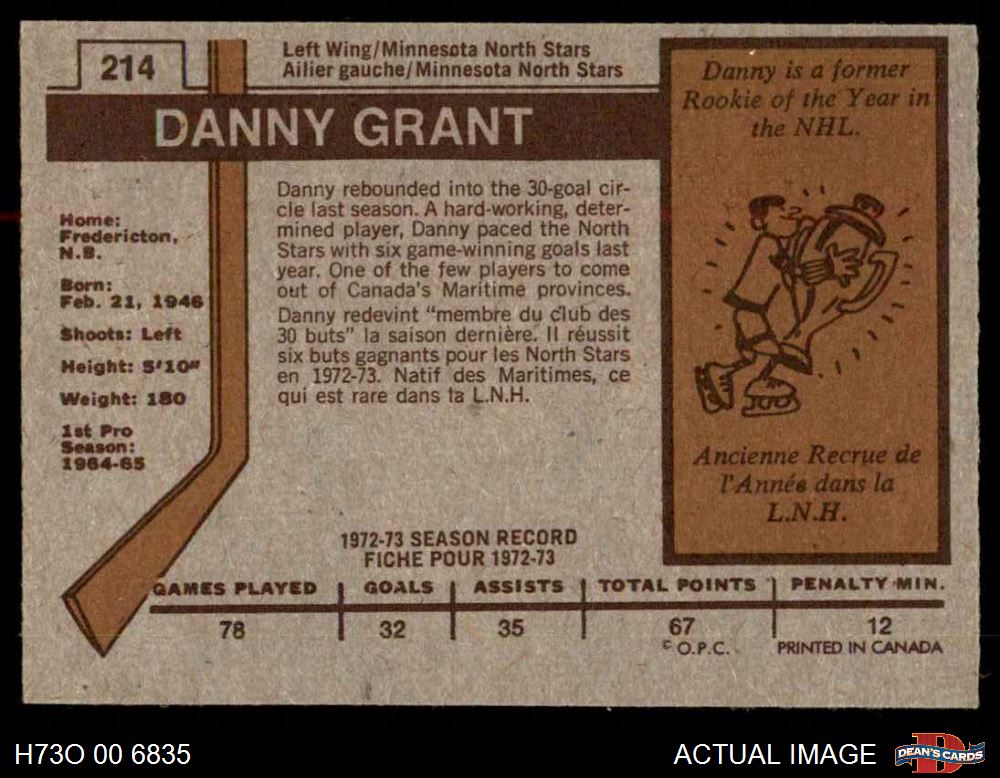 214
Left Wing/Minnesota North Stars
Ailier gauche/Minnesota North Stars
DANNY GRANT
Home:
Fredericton,
N.B.
Born:
Feb. 21, 1946
Shoots: Left
Height: 5'10"
Weight: 180
1st Pro
Season:
1964-65
Danny rebounded into the 30-goal cir-
cle last season. A hard-working, deter-
mined player, Danny paced the North
Stars with six game-winning goals last
year. One of the few players to come
out of Canada's Maritime provinces.
Danny redevint "membre du club des
30 buts" la saison dernière. Il réussit
six buts gagnants pour les North Stars
en 1972-73. Natif des Maritimes, ce
qui est rare dans la L.N.H.
Danny is a former
Rookie of the Year in
the NHL.
Ancienne Recrue de
l'Année dans la
L.N.H.
1972-73 SEASON RECORD
FICHE POUR 1972-73
GAMES PLAYED GOALS ASSISTS TOTAL POINTS PENALTY MIN.
78 32 35 67 12
© O.P.C. PRINTED IN CANADA
H73O 00 6835
ACTUAL IMAGE
DEAN'S CARDS